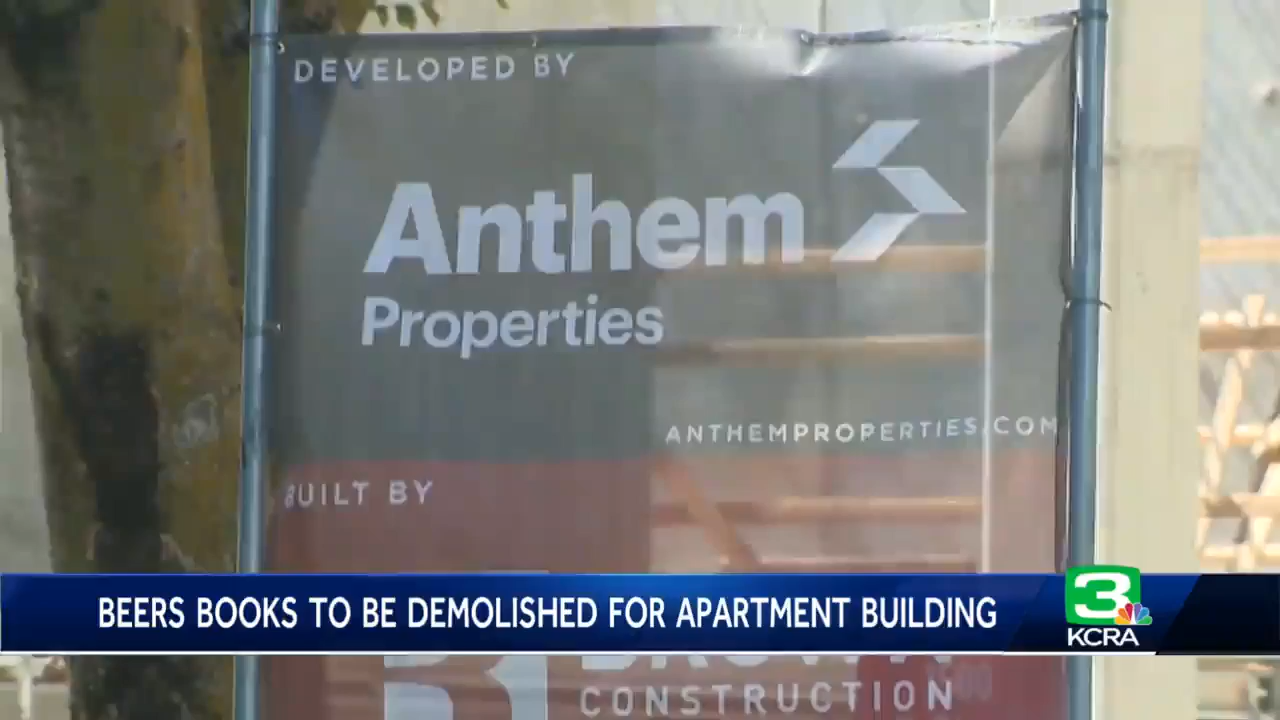 DEVELOPED BY
Anthem
Properties
ANTHEMPROPERTIES.COM
BUILT BY
BEERS BOOKS TO BE DEMOLISHED FOR APARTMENT BUILDING
3
KCRA
CONSTRUCTION